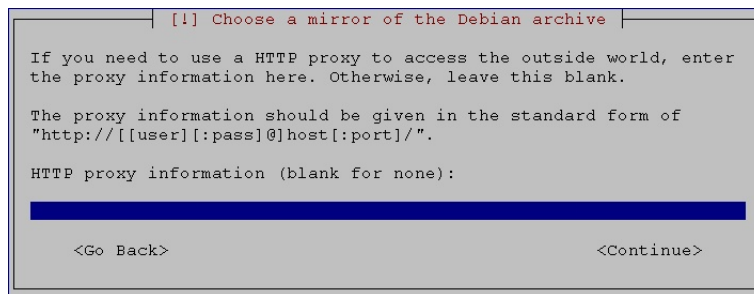 [!] Choose a mirror of the Debian archive
If you need to use a HTTP proxy to access the outside world, enter
the proxy information here. Otherwise, leave this blank.
The proxy information should be given in the standard form of
"http://[[user][:pass]@]host[:port]/".
HTTP proxy information (blank for none):
<Go Back> <Continue>